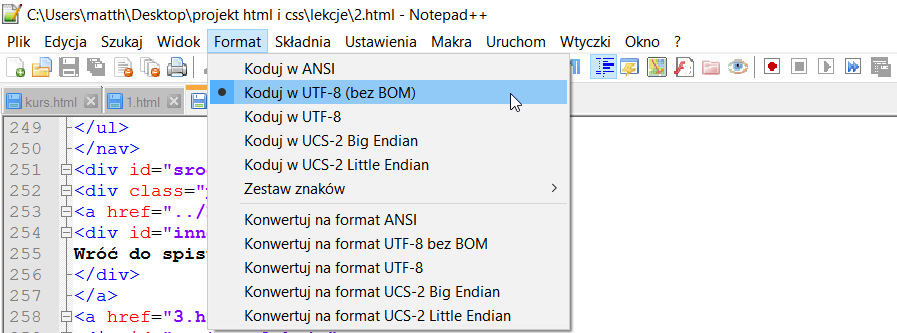 C:\Users\matth\Desktop\projekt html i css\lekcje\2.html - Notepad++
Plik Edycja Szukaj Widok Format Składnia Ustawienia Makra Uruchom Wtyczki Okno ?
Koduj w ANSI
kurs.html 1.html Koduj w UTF-8 (bez BOM)
249 </ul> Koduj w UTF-8
250 </nav> Koduj w UCS-2 Big Endian
251 <div id="sro Koduj w UCS-2 Little Endian
252 <div class=" Zestaw znaków
253 <a href="../ Konwertuj na format ANSI
254 <div id="inn Konwertuj na format UTF-8 bez BOM
255 Wróć do spis Konwertuj na format UTF-8
256 </div> Konwertuj na format UCS-2 Big Endian
257 </a> Konwertuj na format UCS-2 Little Endian
258 <a href="3.h